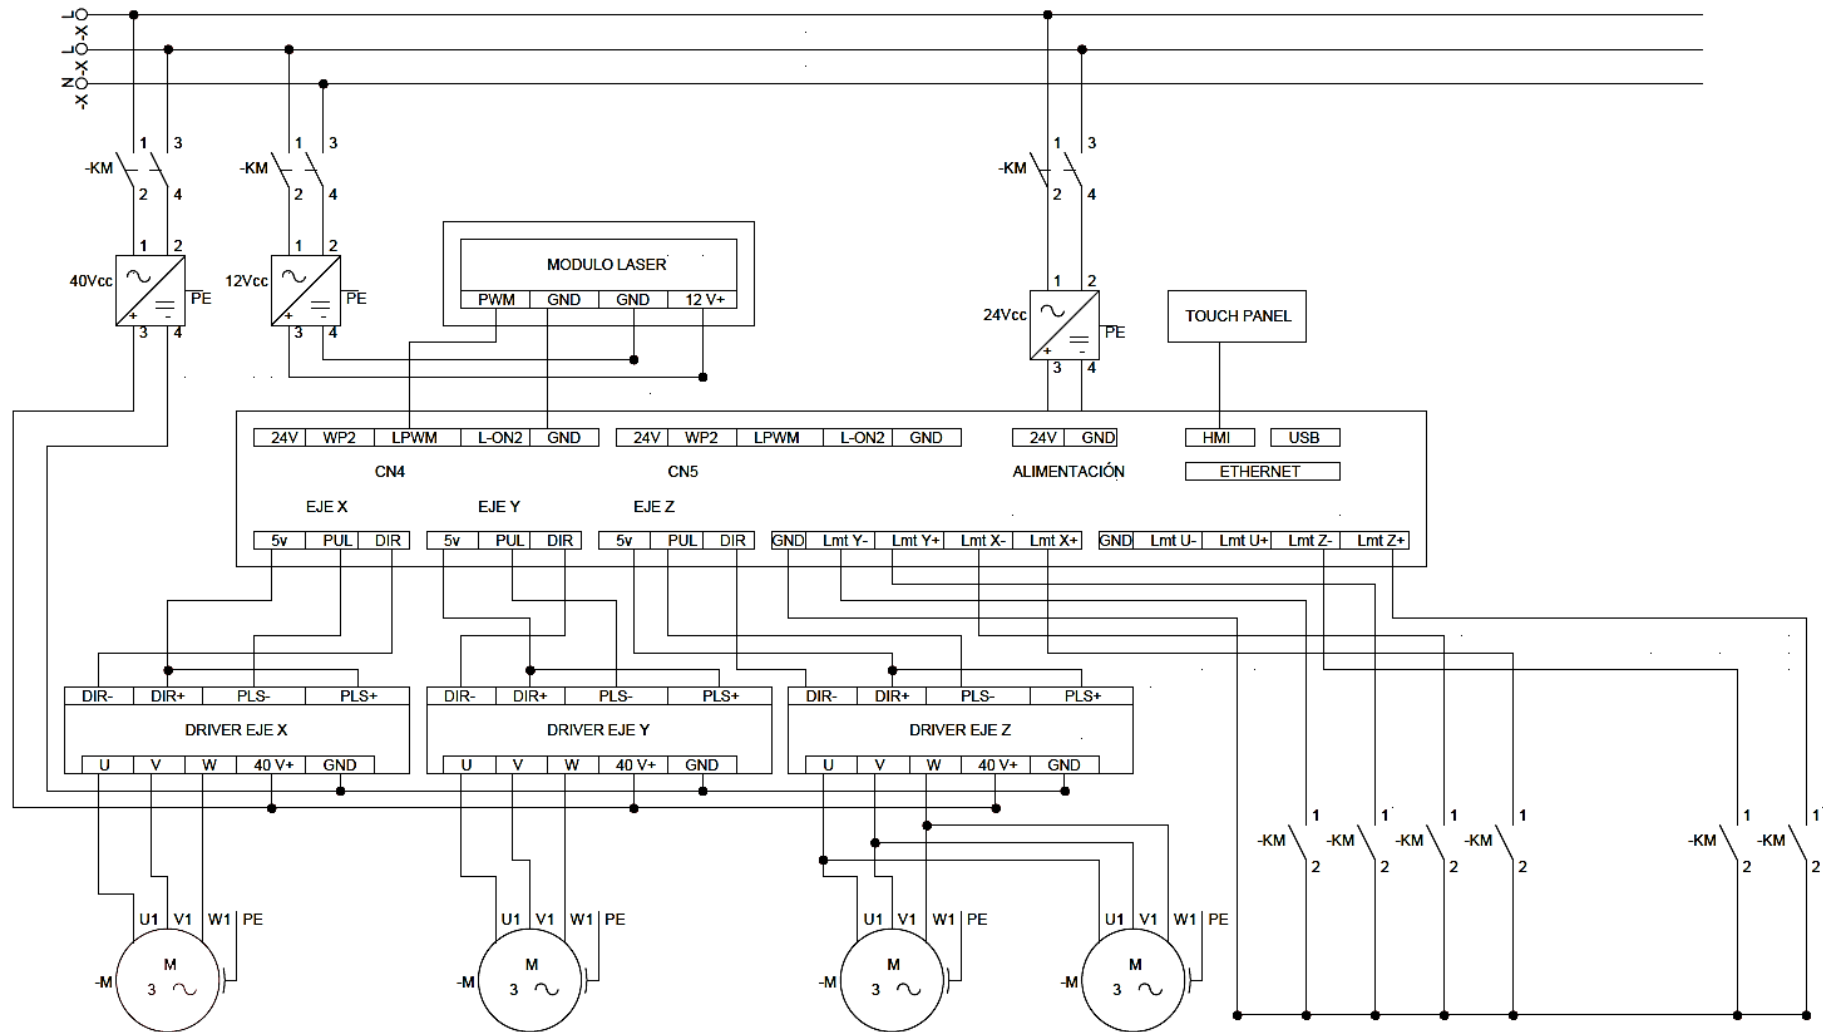 L
-X
L
-X
N
-X
1 3
-KM
2 4
1 3
-KM
2 4
1 3
-KM
2 4
1 2
40Vcc
+ -
PE
3 4
1 2
12Vcc
+ -
PE
3 4
MODULO LASER
PWM GND GND 12 V+
1 2
24Vcc
+ -
PE
3 4
TOUCH PANEL
24V WP2 LPWM L-ON2 GND
24V WP2 LPWM L-ON2 GND
24V GND
HMI USB
CN4
CN5
ALIMENTACIÓN
ETHERNET
EJE X
EJE Y
EJE Z
5v PUL DIR
5v PUL DIR
5v PUL DIR
GND Lmt Y- Lmt Y+ Lmt X- Lmt X+
GND Lmt U- Lmt U+ Lmt Z- Lmt Z+
DIR- DIR+ PLS- PLS+
DRIVER EJE X
U V W 40 V+ GND
DIR- DIR+ PLS- PLS+
DRIVER EJE Y
U V W 40 V+ GND
DIR- DIR+ PLS- PLS+
DRIVER EJE Z
U V W 40 V+ GND
1
-KM
2
1
-KM
2
1
-KM
2
1
-KM
2
1
-KM
2
1
-KM
2
U1 V1 W1 PE
-M
M
3
U1 V1 W1 PE
-M
M
3
U1 V1 W1 PE
-M
M
3
U1 V1 W1 PE
-M
M
3